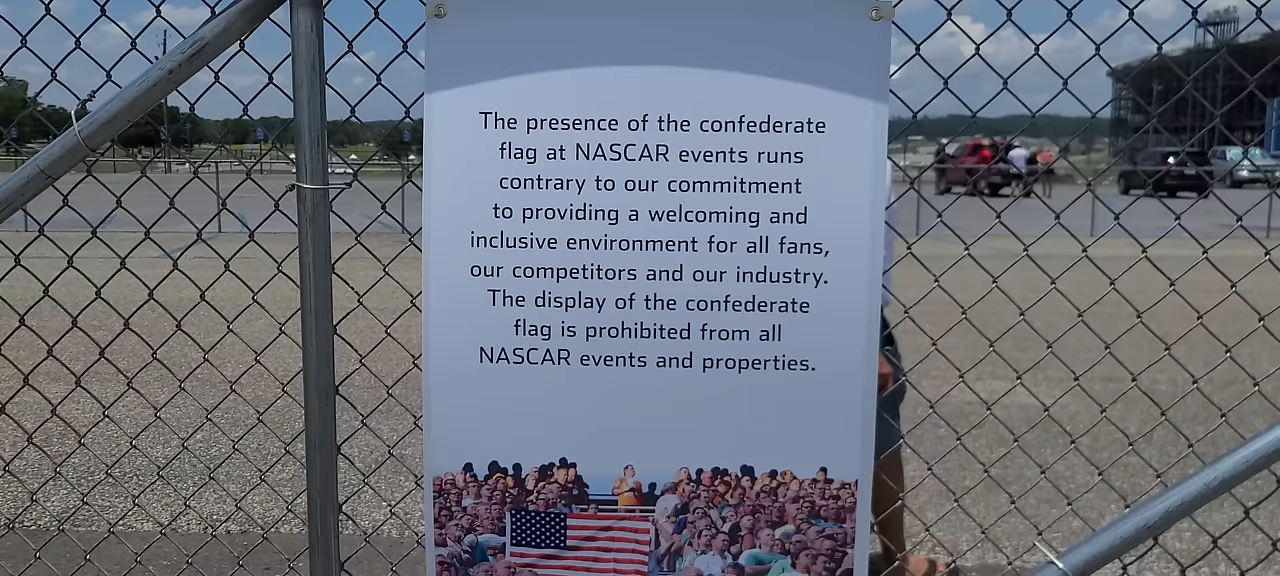 The presence of the confederate
flag at NASCAR events runs
contrary to our commitment
to providing a welcoming and
inclusive environment for all fans,
our competitors and our industry.
The display of the confederate
flag is prohibited from all
NASCAR events and properties.